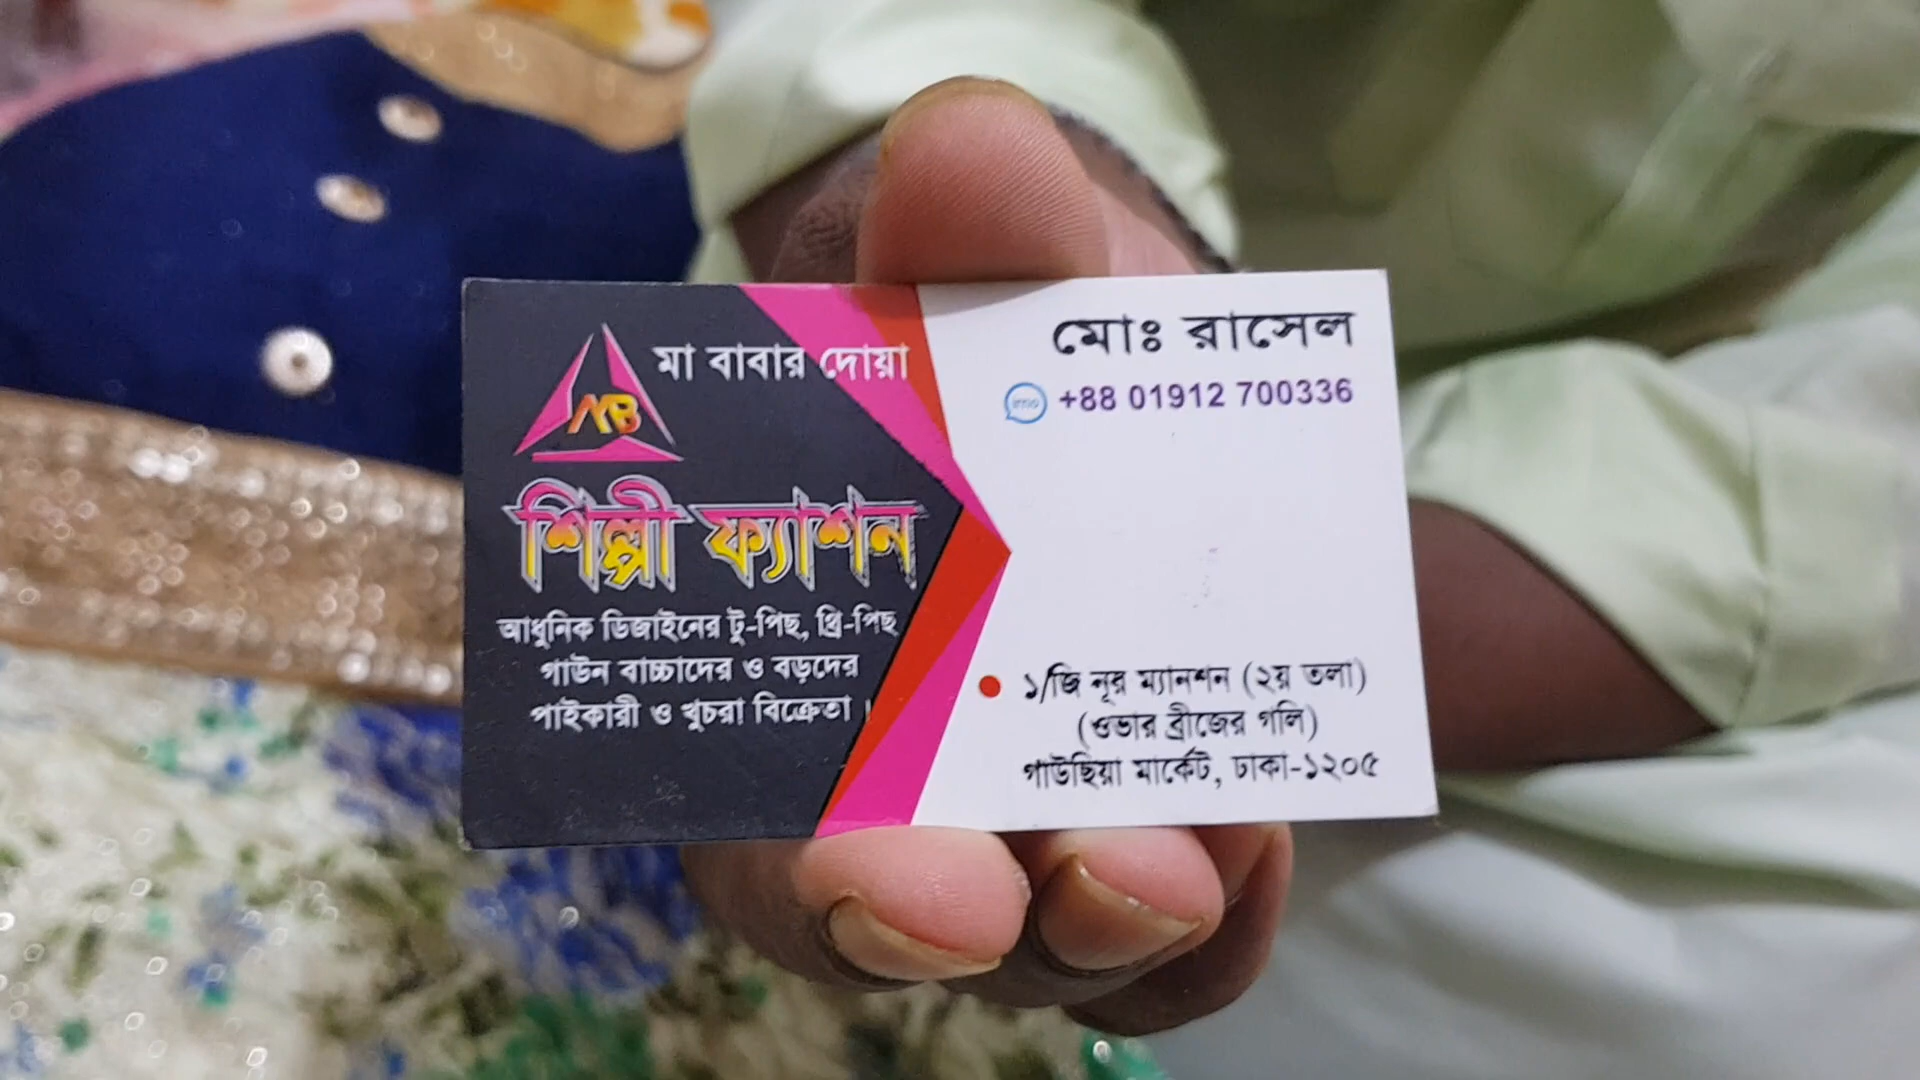 মা বাবার দোয়া
শিল্পী ফ্যাশন
আধুনিক ডিজাইনের টু-পিছ, থ্রি-পিছ
গাউন বাচ্চাদের ও বড়দের
পাইকারী ও খুচরা বিক্রেতা।
মোঃ রাসেল
imo +88 01912 700336
১/জি নূর ম্যানশন (২য় তলা)
(ওভার ব্রীজের গলি)
গাউছিয়া মার্কেট, ঢাকা-১২০৫